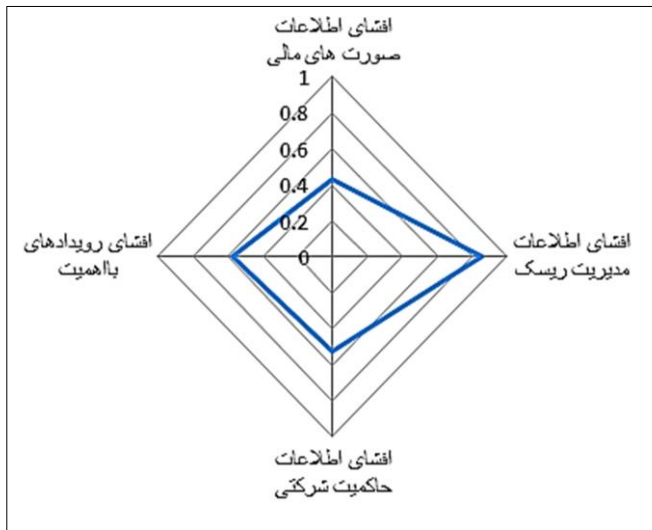 افشای اطلاعات
صورت های مالی
1
0.8
0.6
0.4
0.2
0
افشای اطلاعات
مدیریت ریسک
افشای رویدادهای
بااهمیت
افشای اطلاعات
حاکمیت شرکتی